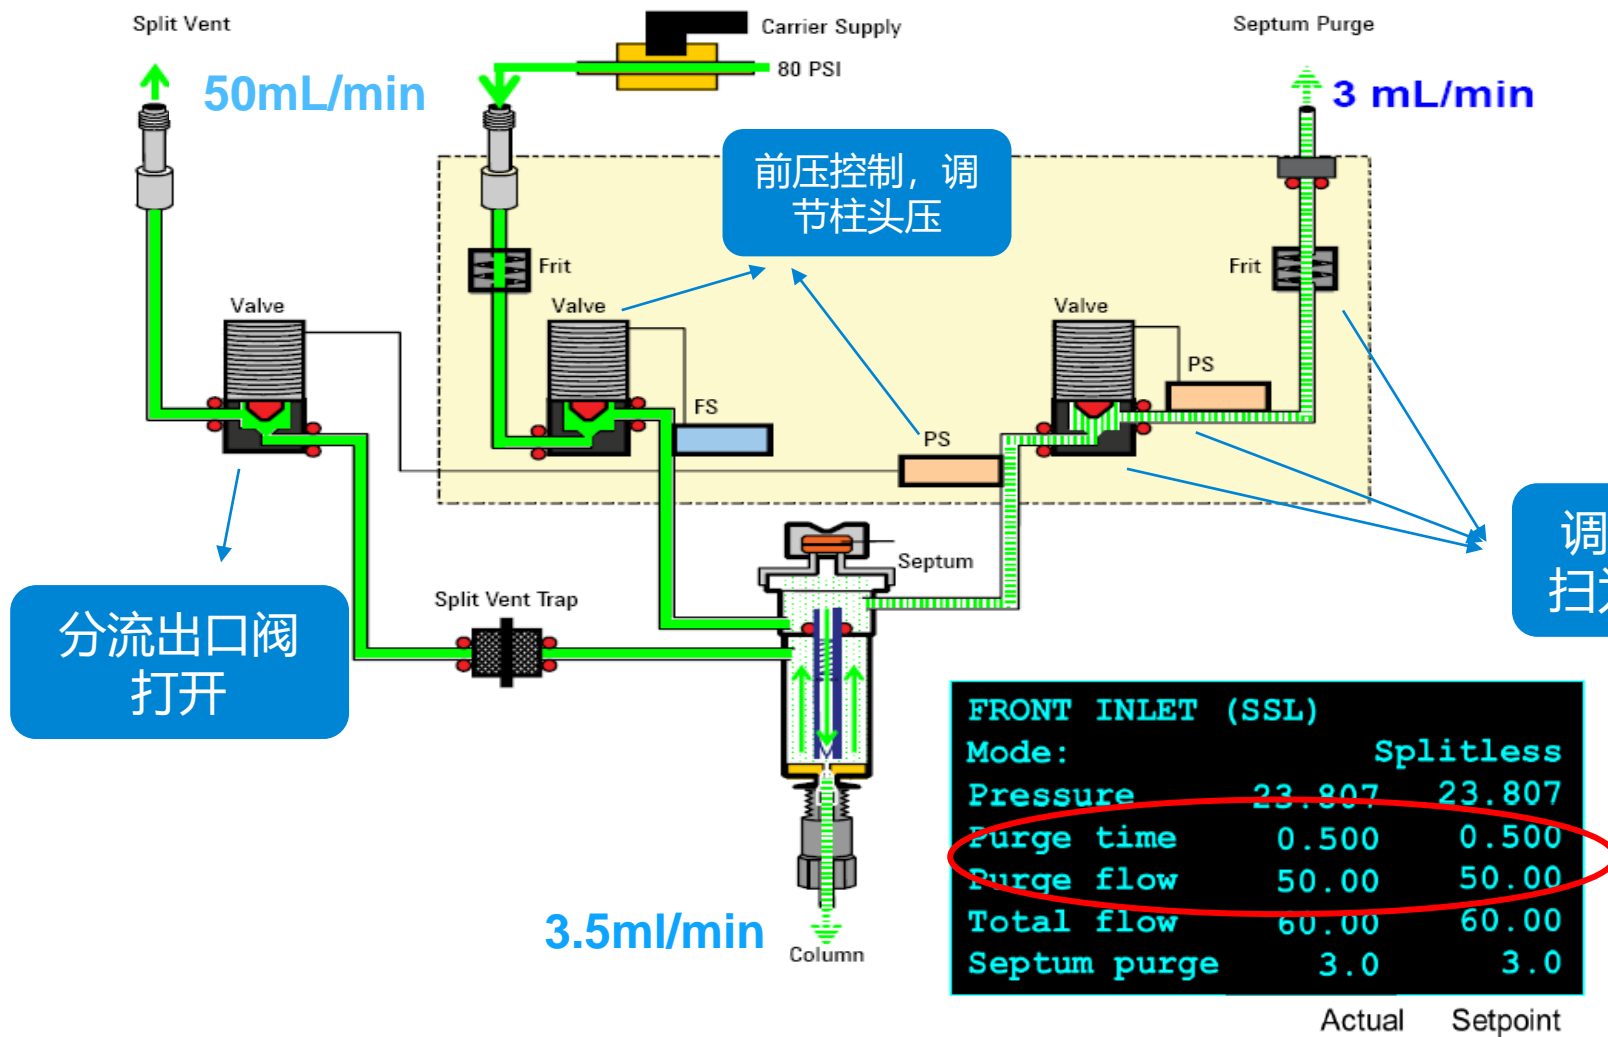 Split Vent
Carrier Supply
Septum Purge
80 PSI
50mL/min
3 mL/min
前压控制，调
节柱头压
Frit
Frit
Valve
Valve
Valve
PS
FS
PS
Septum
调
扫
Split Vent Trap
分流出口阀
打开
FRONT INLET (SSL)
Mode: Splitless
Pressure 23.807 23.807
Purge time 0.500 0.500
Purge flow 50.00 50.00
Total flow 60.00 60.00
Septum purge 3.0 3.0
3.5ml/min
Column
Actual Setpoint